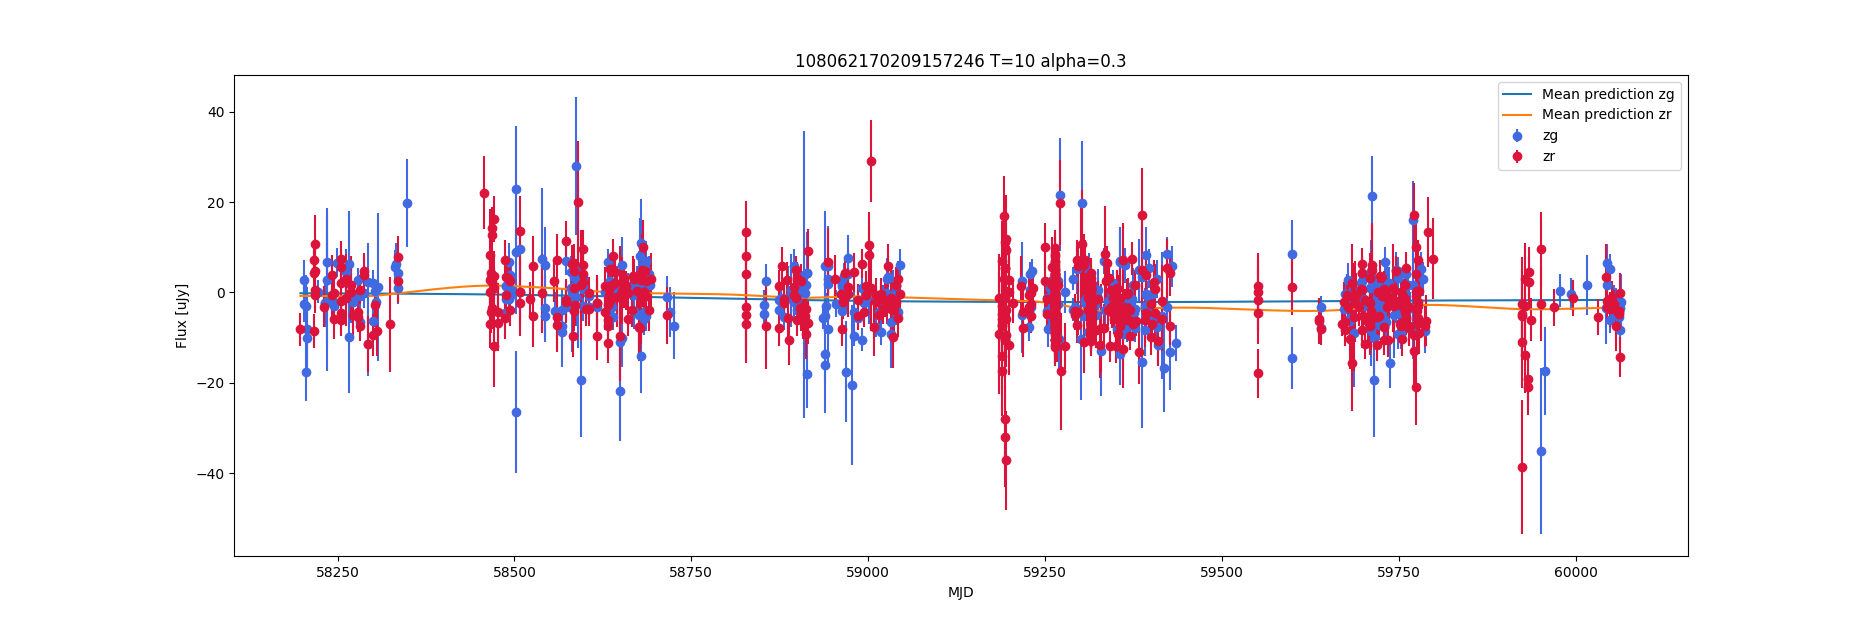 108062170209157246 T=10 alpha=0.3
Mean prediction zg
Mean prediction zr
zg
zr
Flux [uJy]
40
20
0
−20
−40
58250 58500 58750 59000 59250 59500 59750 60000
MJD